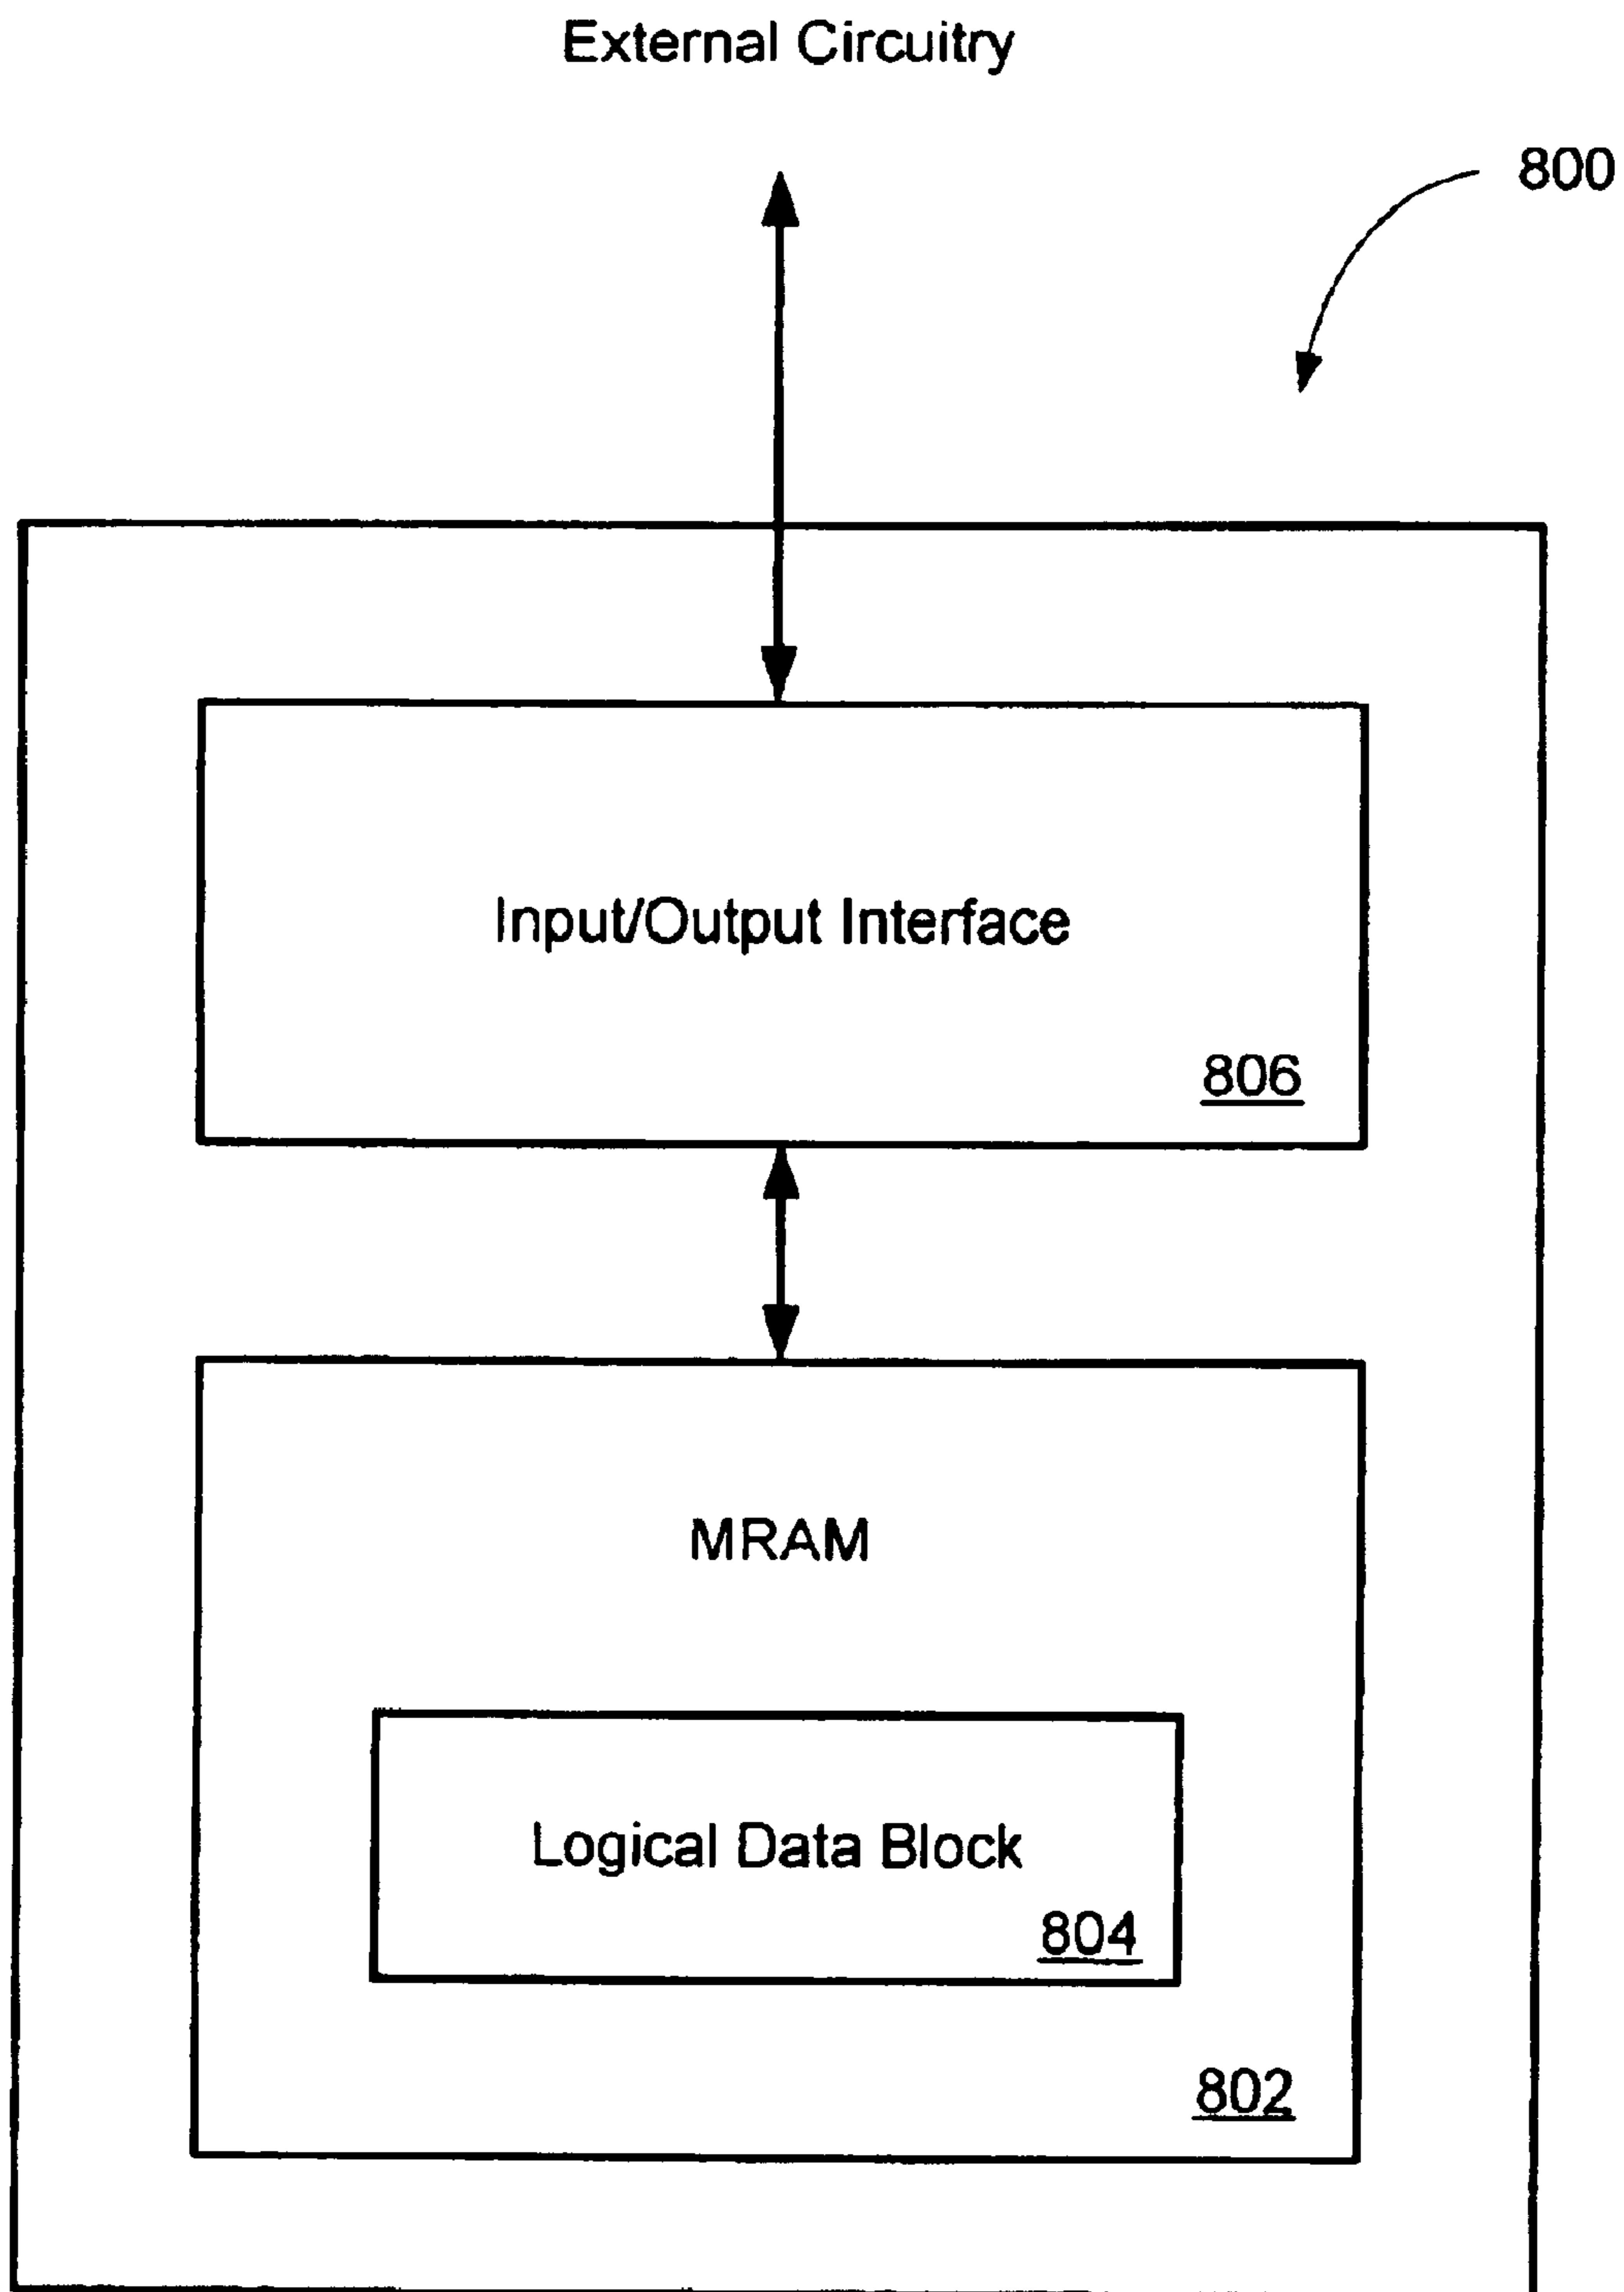 External Circuitry
800
Input/Output Interface
806
MRAM
Logical Data Block
804
802